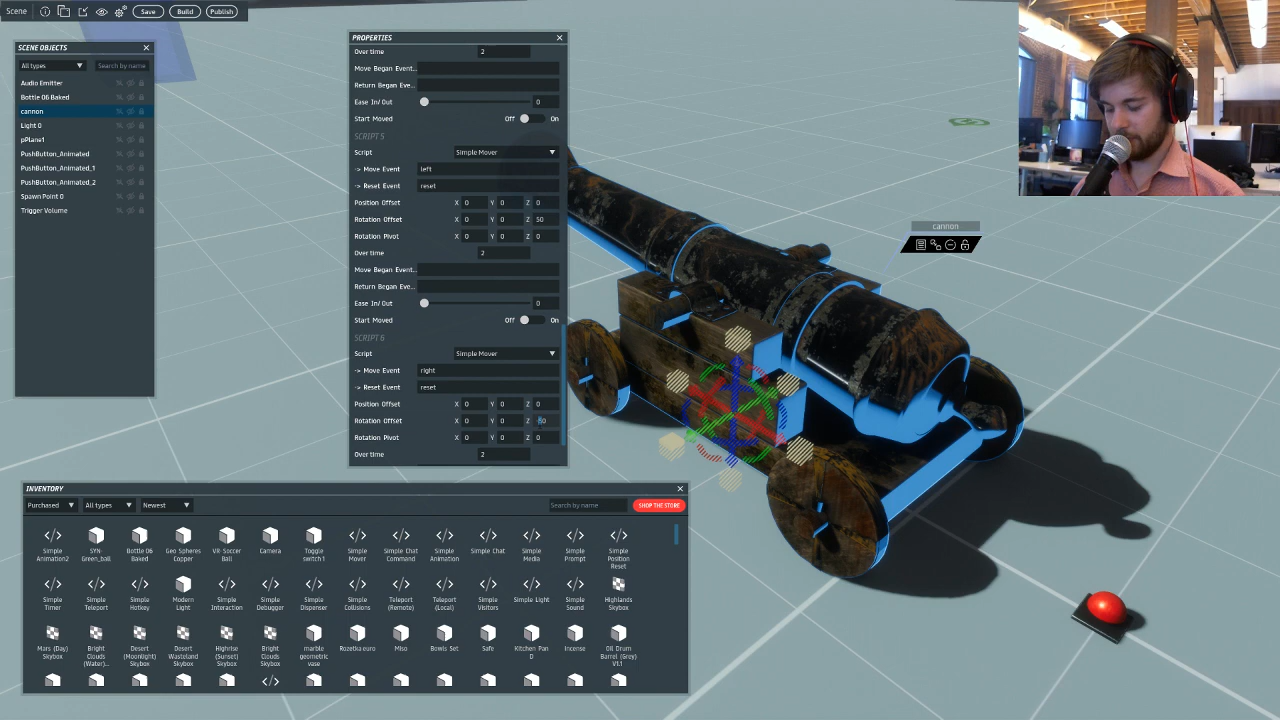 Scene Save Build Publish
SCENE OBJECTS
All types Search by name
Audio Emitter
Bottle 06 Baked
cannon
Light 0
pPlane1
PushButton_Animated
PushButton_Animated_1
PushButton_Animated_2
Spawn Point 0
Trigger Volume
PROPERTIES
Over time 2
Move Began Event...
Return Began Eve...
Ease In/Out 0
Start Moved Off On
SCRIPT 5
Script Simple Mover
-> Move Event left
-> Reset Event reset
Position Offset X 0 Y 0 Z 0
Rotation Offset X 0 Y 0 Z 50
Rotation Pivot X 0 Y 0 Z 0
Over time 2
Move Began Event...
Return Began Eve...
Ease In/Out 0
Start Moved Off On
SCRIPT 6
Script Simple Mover
-> Move Event right
-> Reset Event reset
Position Offset X 0 Y 0 Z 0
Rotation Offset X 0 Y 0 Z
Rotation Pivot X 0 Y 0 Z 0
Over time 2
cannon
INVENTORY
Purchased All types Newest Search by name SHOP THE STORE
Simple Animation2
SYN-Green_ball
Bottle 06 Baked
Geo Spheres Copper
VR-Soccer Ball
Camera
Toggle switch 1
Simple Mover
Simple Chat Command
Simple Animation
Simple Chat
Simple Media
Simple Prompt
Simple Position Reset
Simple Timer
Simple Teleport
Simple Hotkey
Modern Light
Simple Interaction
Simple Debugger
Simple Dispenser
Simple Collisions
Teleport (Remote)
Teleport (Local)
Simple Visitors
Simple Light
Simple Sound
Highlands Skybox
Mars (Day) Skybox
Bright Clouds (Water)...
Desert (Moonlight) Skybox
Desert Wasteland Skybox
Highrise (Sunset) Skybox
Bright Clouds Skybox
marble geometric vase
Rozetka euro
Miso
Bowls Set
Safe
Kitchen Pan D
Incense
Oil Drum Barrel (Grey) V1.1